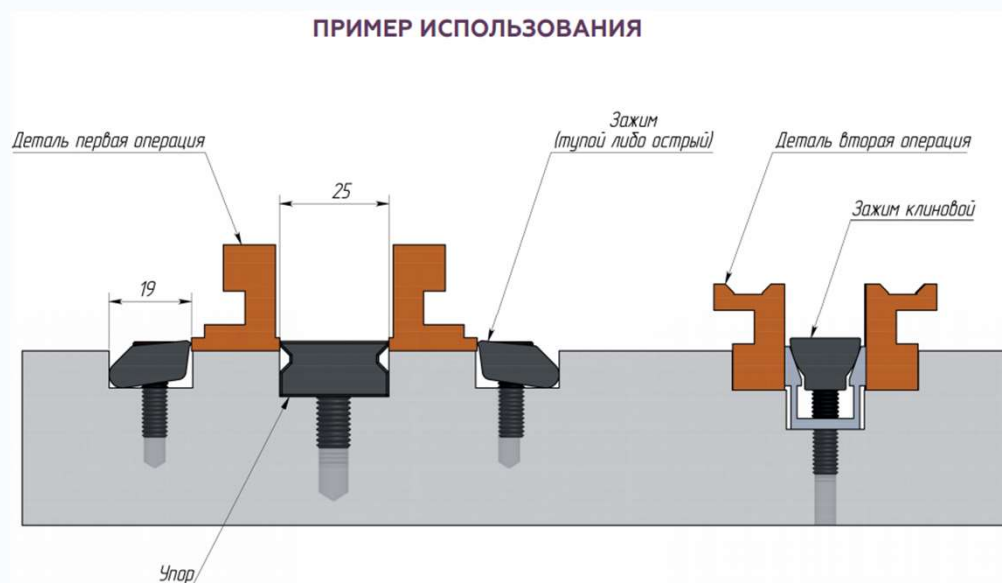 ПРИМЕР ИСПОЛЬЗОВАНИЯ
Деталь первая операция
Зажим
(тупой либо острый)
Деталь вторая операция
Зажим клиновой
25
19
Упор